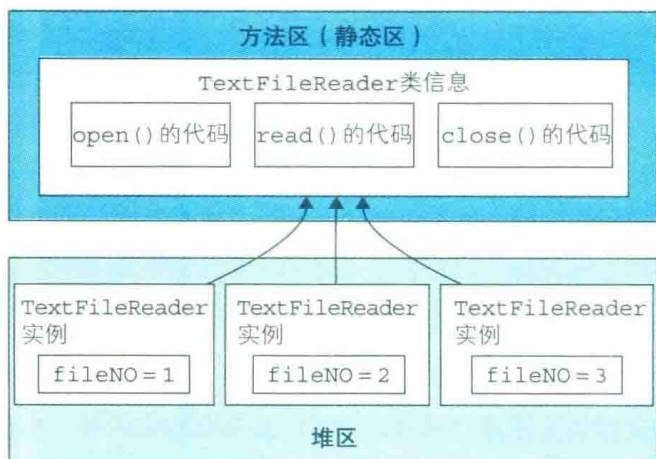 方法区（静态区）
TextFileReader类信息
open()的代码
read()的代码
close()的代码
TextFileReader
实例
fileNO=1
TextFileReader
实例
fileNO=2
TextFileReader
实例
fileNO=3
堆区